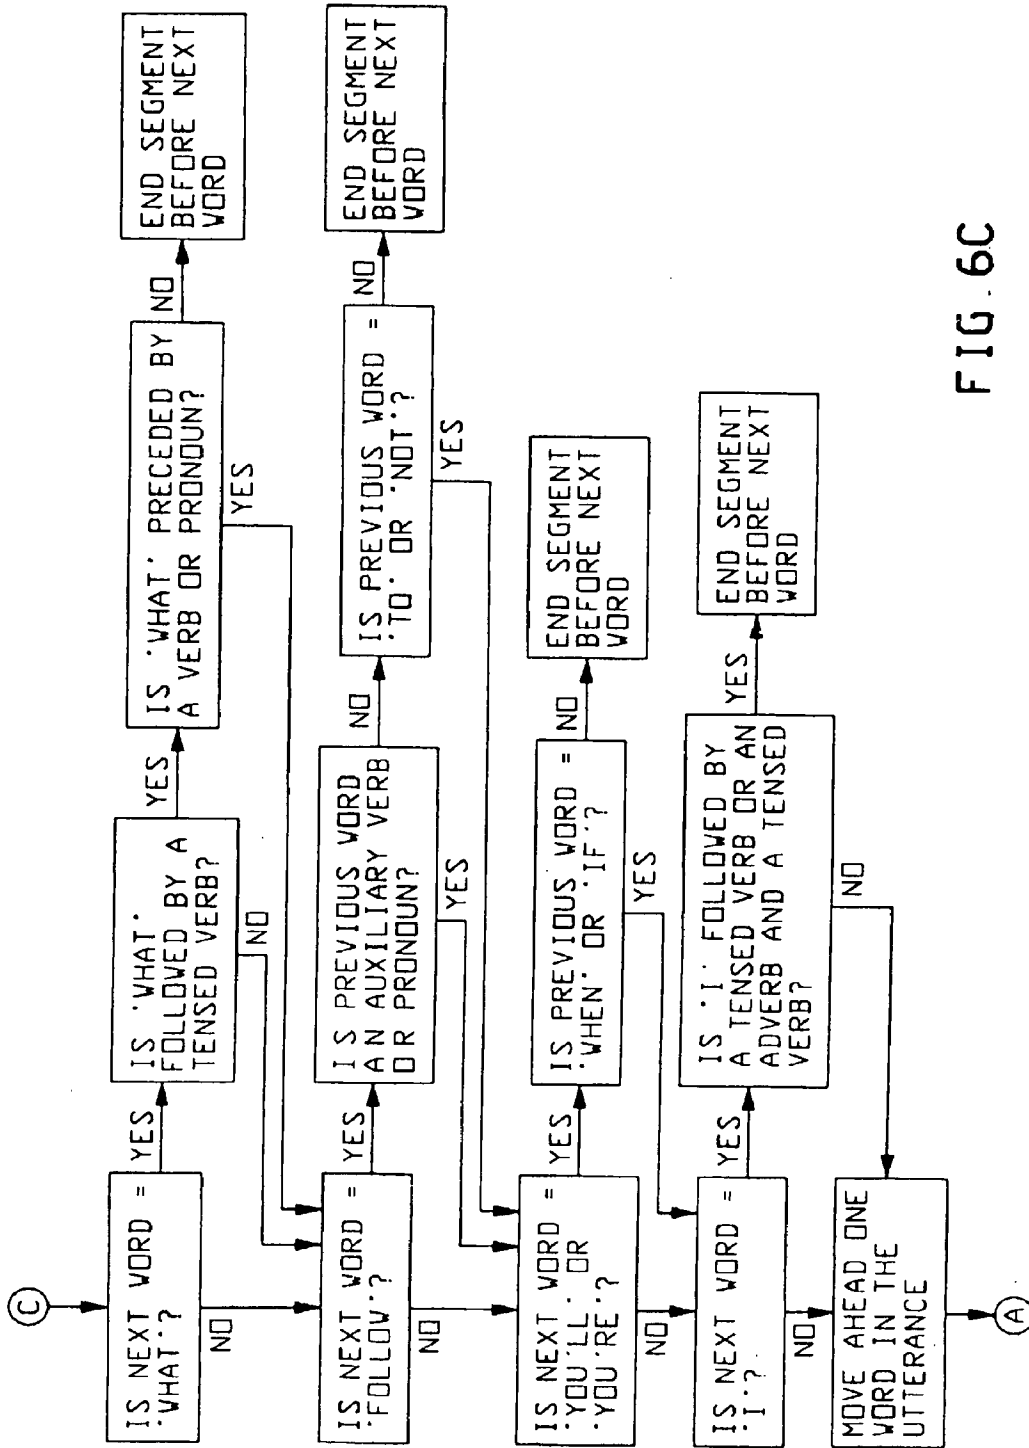 C
IS NEXT WORD =
'WHAT'?
YES
NO
IS 'WHAT'
FOLLOWED BY A
TENSED VERB?
YES
NO
IS 'WHAT' PRECEDED BY
A VERB OR PRONOUN?
NO
YES
END SEGMENT
BEFORE NEXT
WORD
IS NEXT WORD =
'FOLLOW'?
YES
NO
IS PREVIOUS WORD
AN AUXILIARY VERB
OR PRONOUN?
NO
YES
IS PREVIOUS WORD =
'TO' OR 'NOT'?
NO
YES
END SEGMENT
BEFORE NEXT
WORD
IS NEXT WORD =
'YOU'LL' OR
'YOU'RE'?
YES
NO
IS PREVIOUS WORD =
'WHEN' OR 'IF'?
NO
YES
END SEGMENT
BEFORE NEXT
WORD
IS NEXT WORD =
'I'?
YES
NO
IS 'I' FOLLOWED BY
A TENSED VERB OR AN
ADVERB AND A TENSED
VERB?
YES
NO
END SEGMENT
BEFORE NEXT
WORD
MOVE AHEAD ONE
WORD IN THE
UTTERANCE
A
FIG. 6C